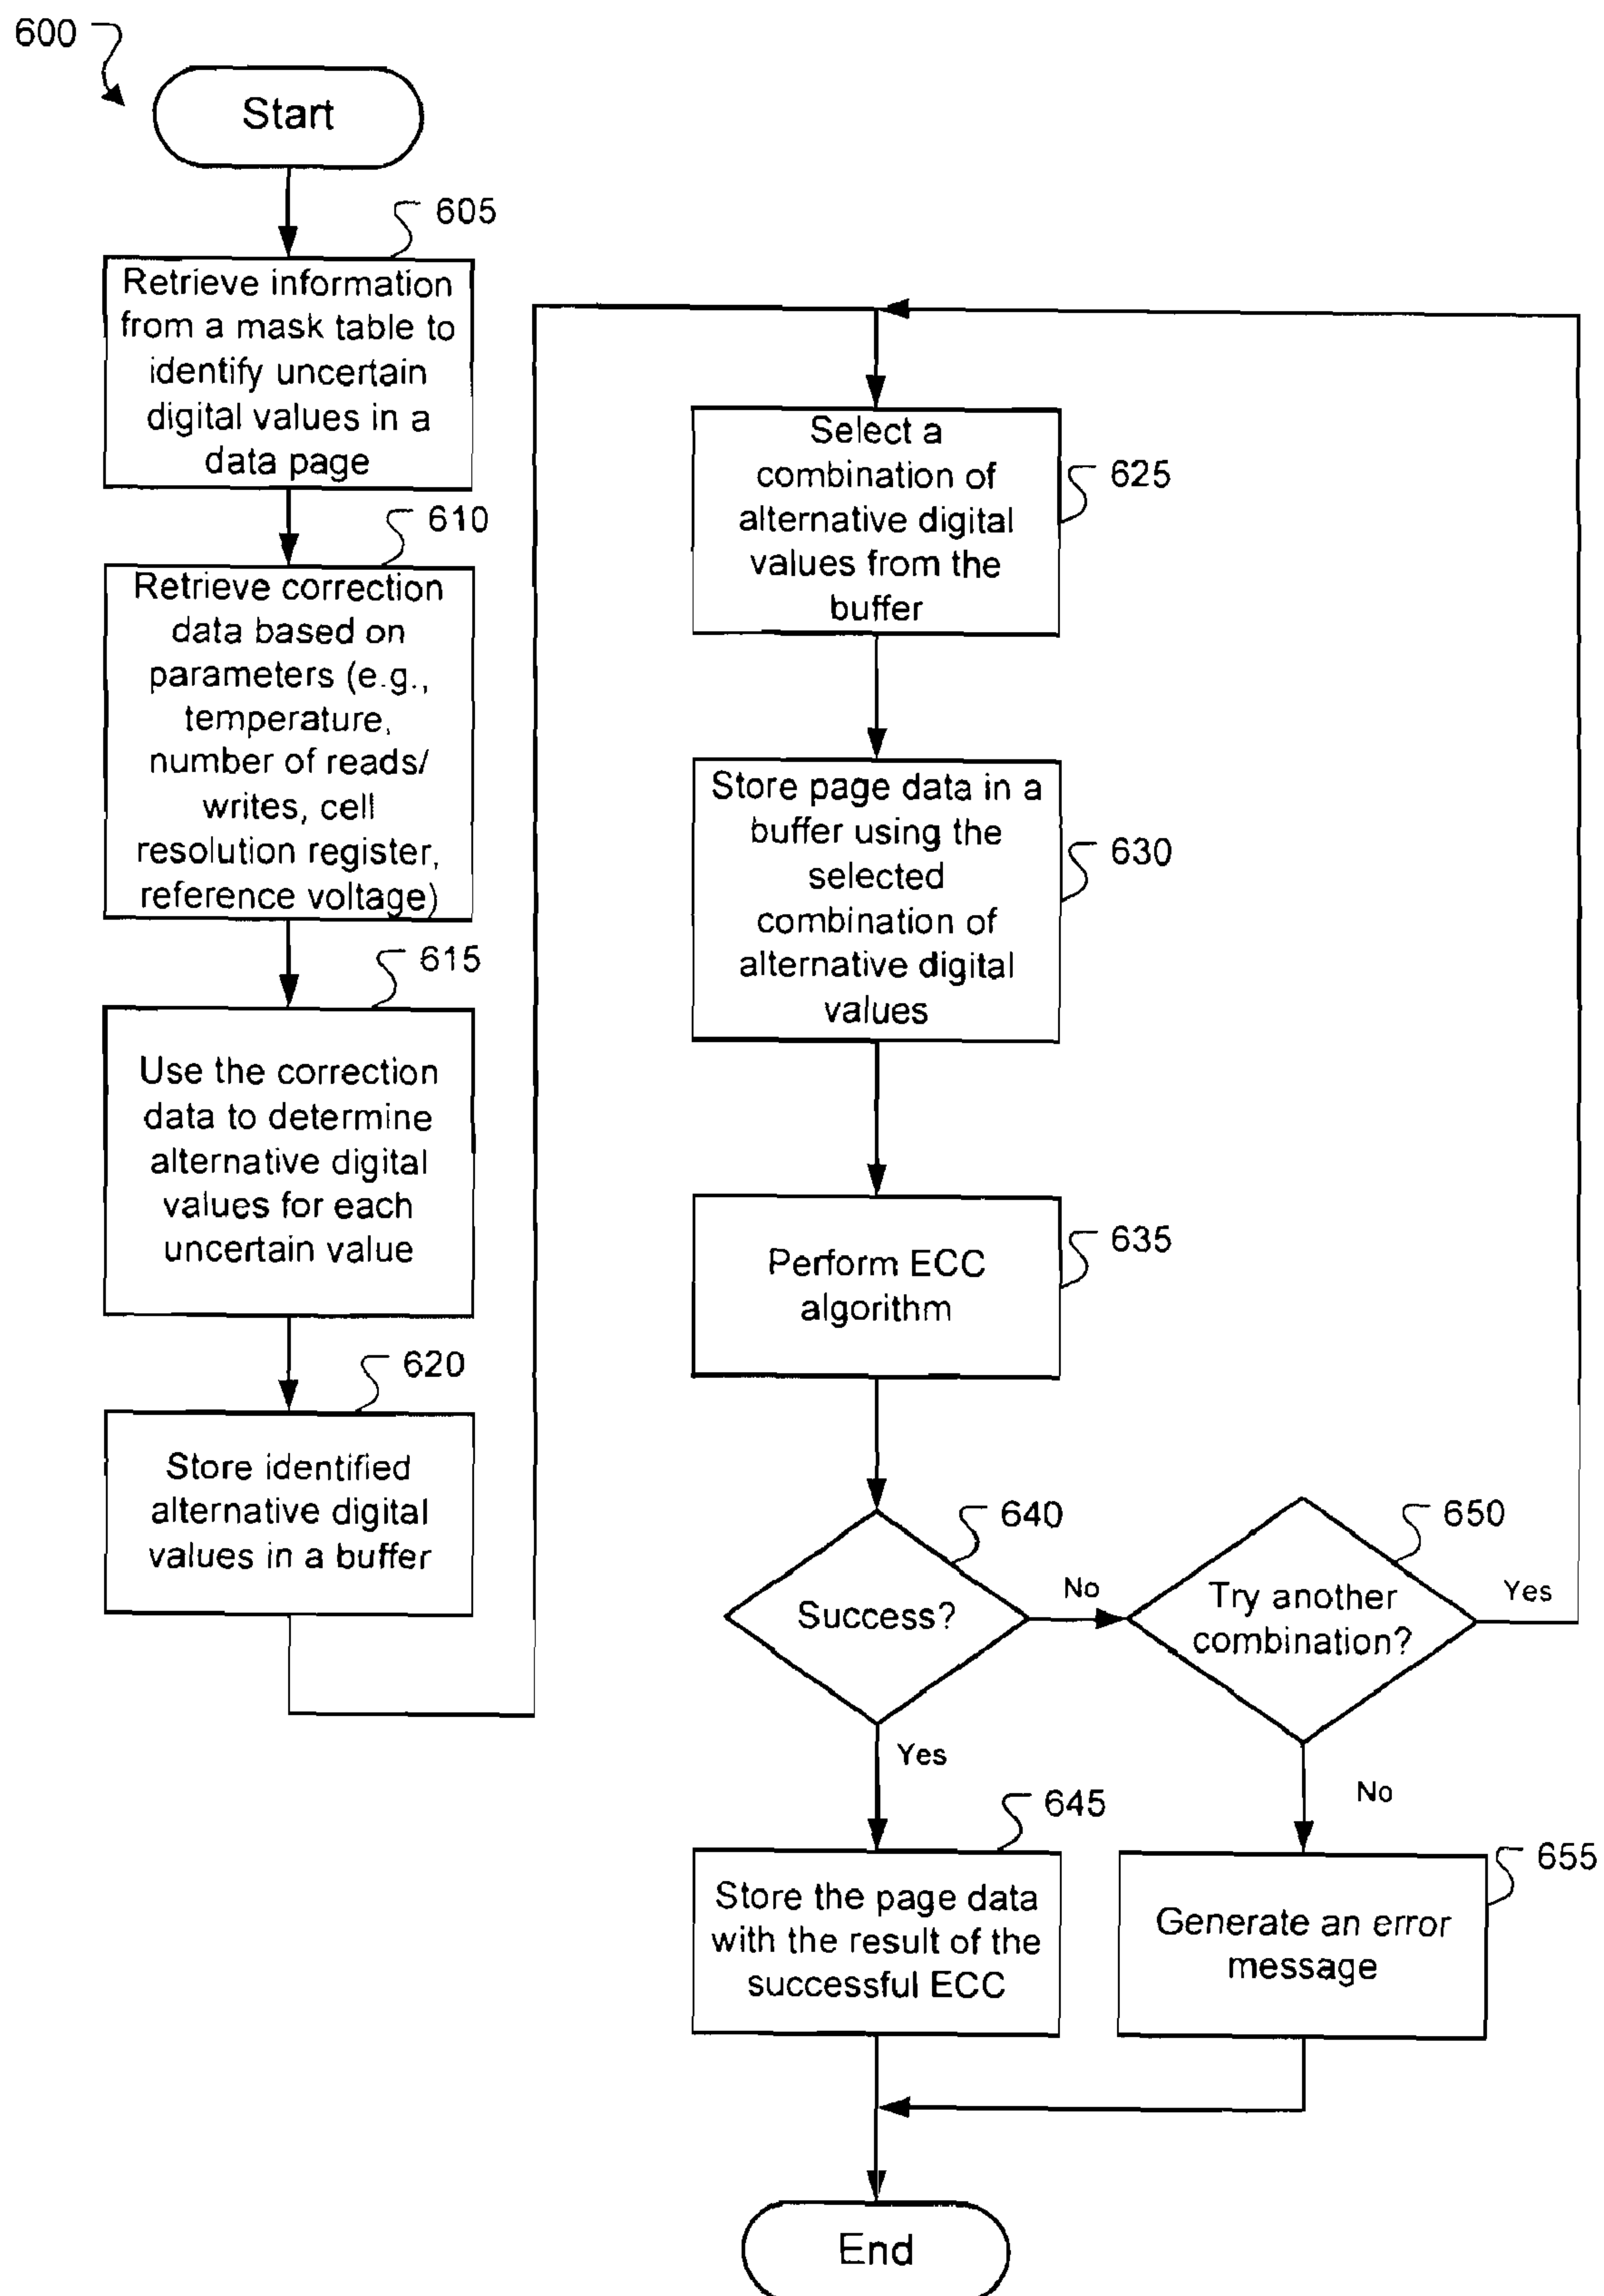 600
Start
605
Retrieve information
from a mask table to
identify uncertain
digital values in a
data page
610
Retrieve correction
data based on
parameters (e.g.,
temperature,
number of reads/
writes, cell
resolution register,
reference voltage)
615
Use the correction
data to determine
alternative digital
values for each
uncertain value
620
Store identified
alternative digital
values in a buffer
Select a
combination of
alternative digital
values from the
buffer
625
Store page data in a
buffer using the
selected
combination of
alternative digital
values
630
Perform ECC
algorithm
635
640
Success?
No
Yes
650
Try another
combination?
Yes
No
645
Store the page data
with the result of the
successful ECC
655
Generate an error
message
End